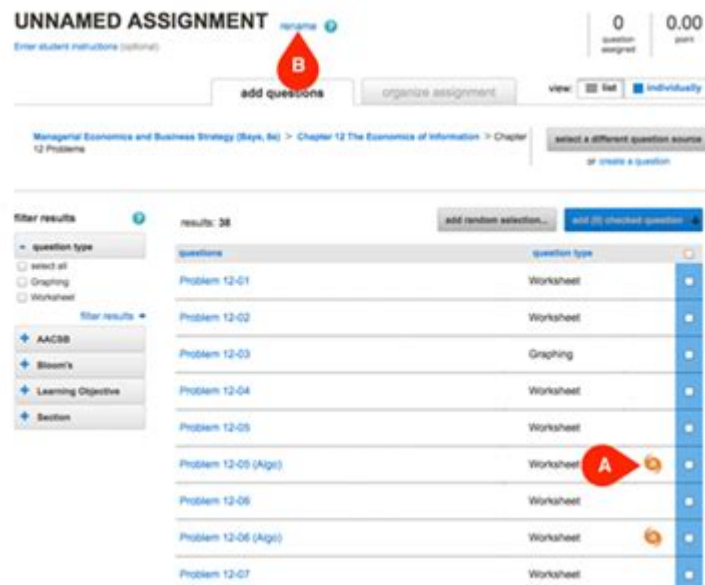 UNNAMED ASSIGNMENT rename ?
0 0.00
question assigned point
Enter student instructions (optional)
B
add questions organize assignment view: list individually
Managerial Economics and Business Strategy (Baye, 8e) > Chapter 12 The Economics of Information > Chapter
12 Problems
select a different question source
or create a question
filter results ?
results: 38 add random selection... add (0) checked question
question type
questions question type
select all
Graphing
Worksheet
filter results
AACSB
Bloom's
Learning Objective
Section
Problem 12-01 Worksheet
Problem 12-02 Worksheet
Problem 12-03 Graphing
Problem 12-04 Worksheet
Problem 12-05 Worksheet
Problem 12-05 (Algo) Worksheet A
Problem 12-06 Worksheet
Problem 12-06 (Algo) Worksheet
Problem 12-07 Worksheet